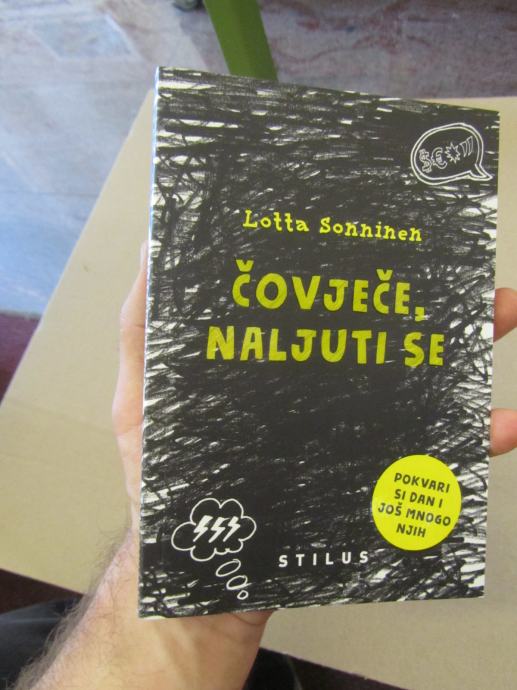 Lotta Sonninen
ČOVJEČE,
NALJUTI SE
POKVARI
SI DAN I
JOŠ MNOGO
NJIH
STILUS